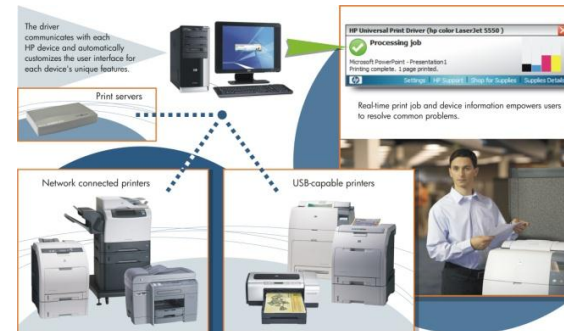 The driver
communicates with each
HP device and automatically
customizes the user interface for
each device's unique features.
HP Universal Print Driver (hp color LaserJet 5550 )
Processing job
Microsoft PowerPoint - Presentation1
Printing complete. 1 page printed.
Settings HP Support Shop for Supplies Supplies Details
Print servers
Real-time print job and device information empowers users
to resolve common problems.
Network connected printers
USB-capable printers